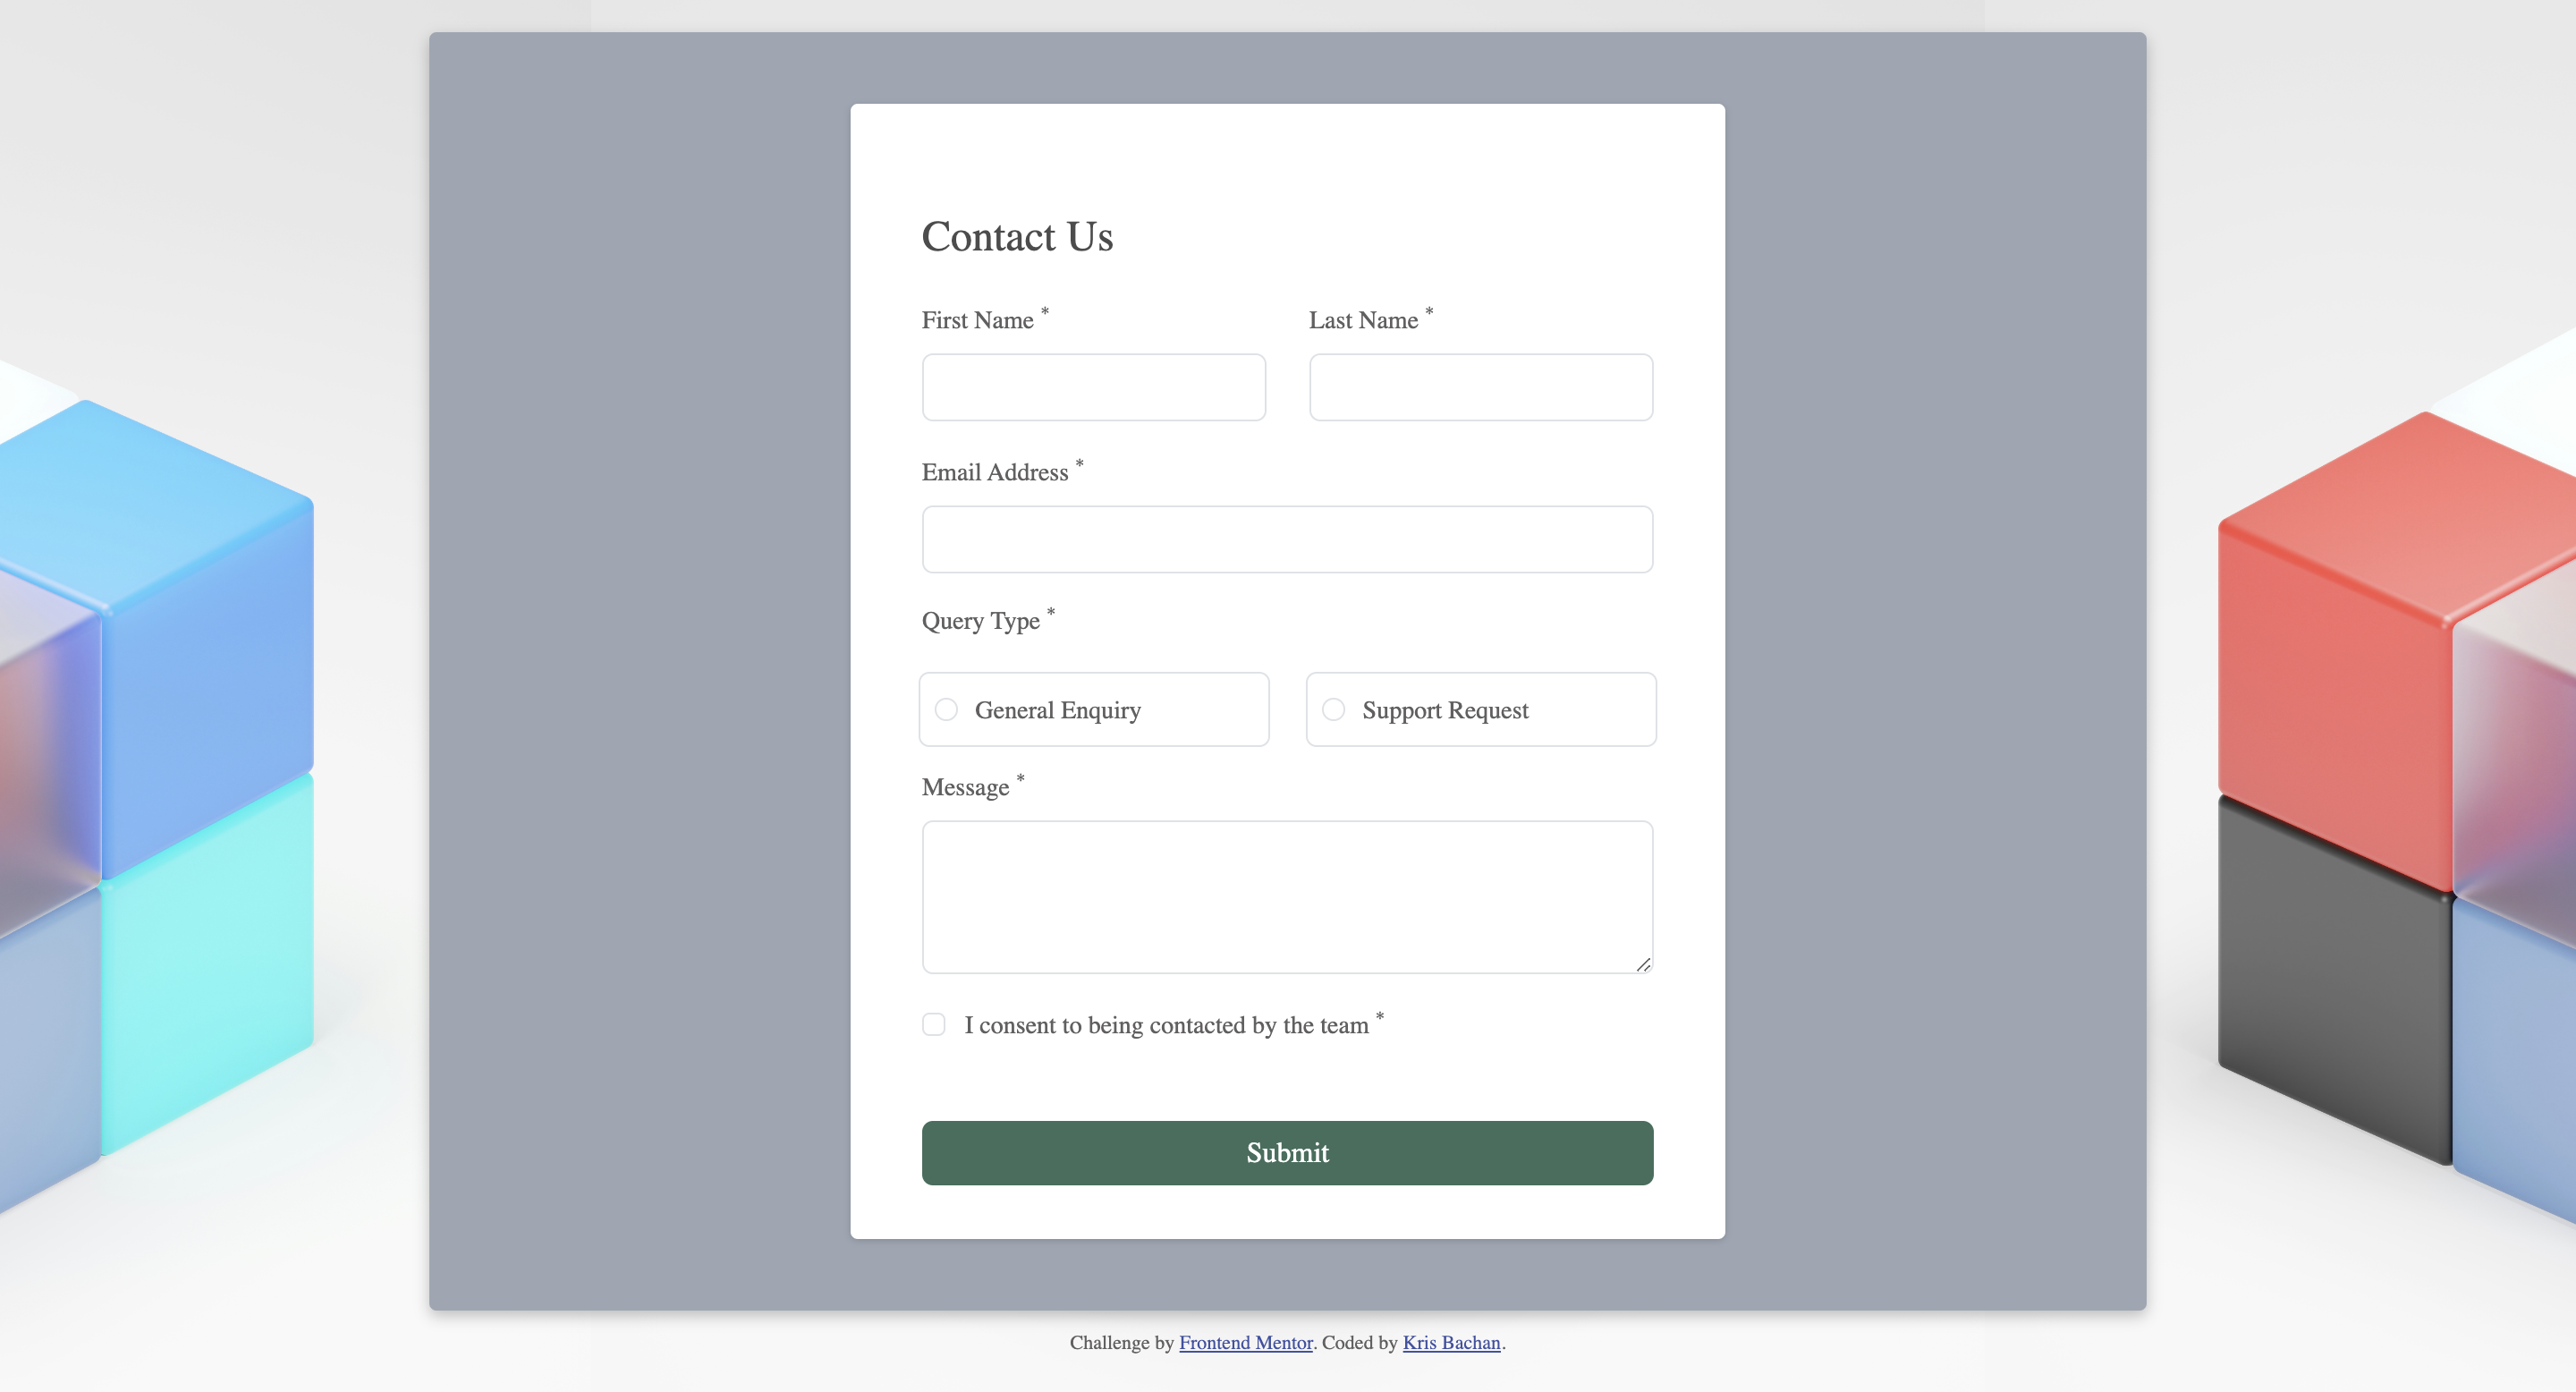 Contact Us
First Name * Last Name *
Email Address *
Query Type *
General Enquiry Support Request
Message *
I consent to being contacted by the team *
Submit
Challenge by Frontend Mentor. Coded by Kris Bachan.